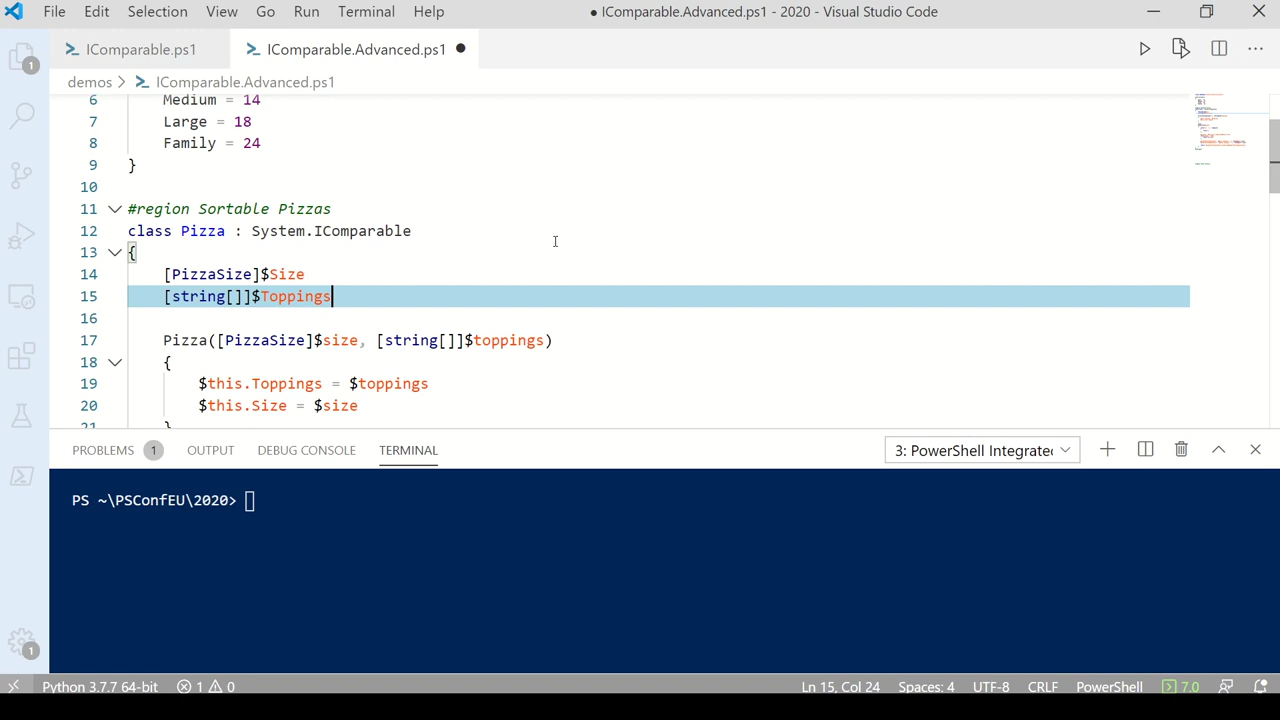 File Edit Selection View Go Run Terminal Help ● IComparable.Advanced.ps1 - 2020 - Visual Studio Code
IComparable.ps1 IComparable.Advanced.ps1 ●
demos > IComparable.Advanced.ps1
6 Medium = 14
7 Large = 18
8 Family = 24
9 }
10
11 #region Sortable Pizzas
12 class Pizza : System.IComparable
13 {
14 [PizzaSize]$Size
15 [string[]]$Toppings
16
17 Pizza([PizzaSize]$size, [string[]]$toppings)
18 {
19 $this.Toppings = $toppings
20 $this.Size = $size
21 }
1
1
PROBLEMS 1 OUTPUT DEBUG CONSOLE TERMINAL 3: PowerShell Integrated
PS ~\PSConfEU\2020>
Python 3.7.7 64-bit 1 0 Ln 15, Col 24 Spaces: 4 UTF-8 CRLF PowerShell 7.0